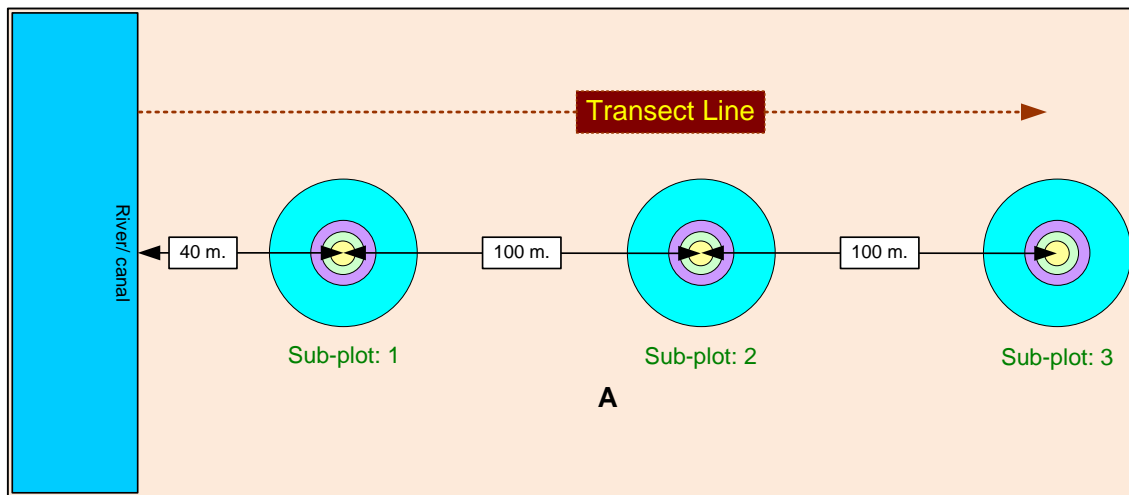 Transect Line
River/ canal
40 m.
100 m.
100 m.
Sub-plot: 1
Sub-plot: 2
Sub-plot: 3
A